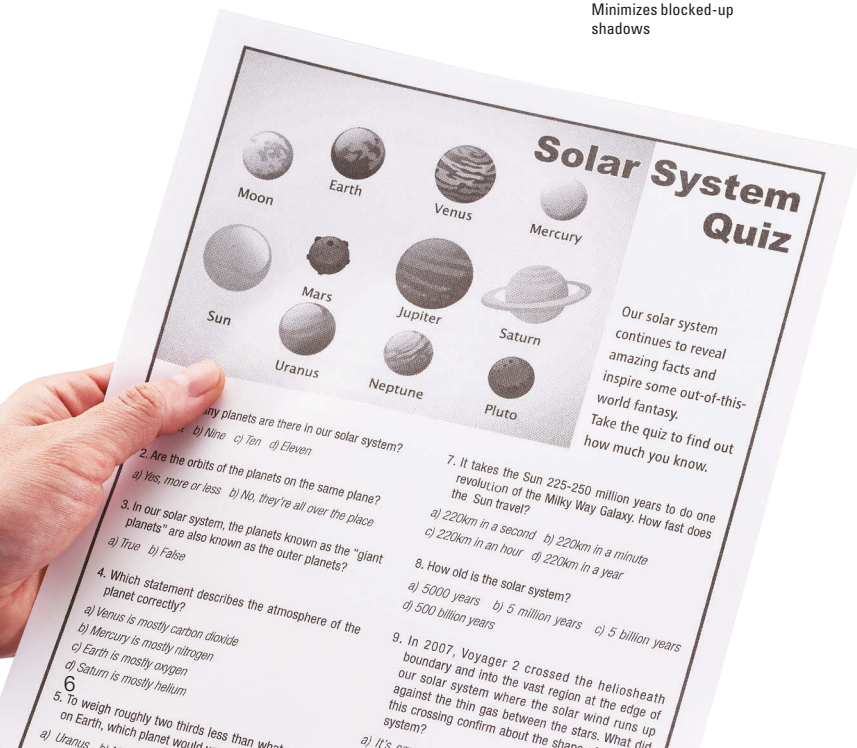 Minimizes blocked-up
shadows
Solar System
Quiz
Moon
Earth
Venus
Mercury
Sun
Mars
Jupiter
Saturn
Uranus
Neptune
Pluto
Our solar system
continues to reveal
amazing facts and
inspire some out-of-this-
world fantasy.
Take the quiz to find out
how much you know.
planets are there in our solar system?
b) Nine c) Ten d) Eleven
2. Are the orbits of the planets on the same plane?
a) Yes, more or less b) No, they're all over the place
3. In our solar system, the planets known as the "giant
planets" are also known as the outer planets?
a) True b) False
4. Which statement describes the atmosphere of the
planet correctly?
a) Venus is mostly carbon dioxide
b) Mercury is mostly nitrogen
c) Earth is mostly oxygen
d) Saturn is mostly helium
6
5. To weigh roughly two thirds less than what
on Earth, which planet would
a) Uranus
7. It takes the Sun 225-250 million years to do one
revolution of the Milky Way Galaxy. How fast does
the Sun travel?
a) 220km in a second b) 220km in a minute
c) 220km in an hour d) 220km in a year
8. How old is the solar system?
a) 5000 years b) 5 million years c) 5 billion years
d) 500 billion years
9. In 2007, Voyager 2 crossed the heliosheath
boundary and into the vast region at the edge of
our solar system where the solar wind runs up
against the thin gas between the stars. What did
this crossing confirm about the shape
system?
a) It's